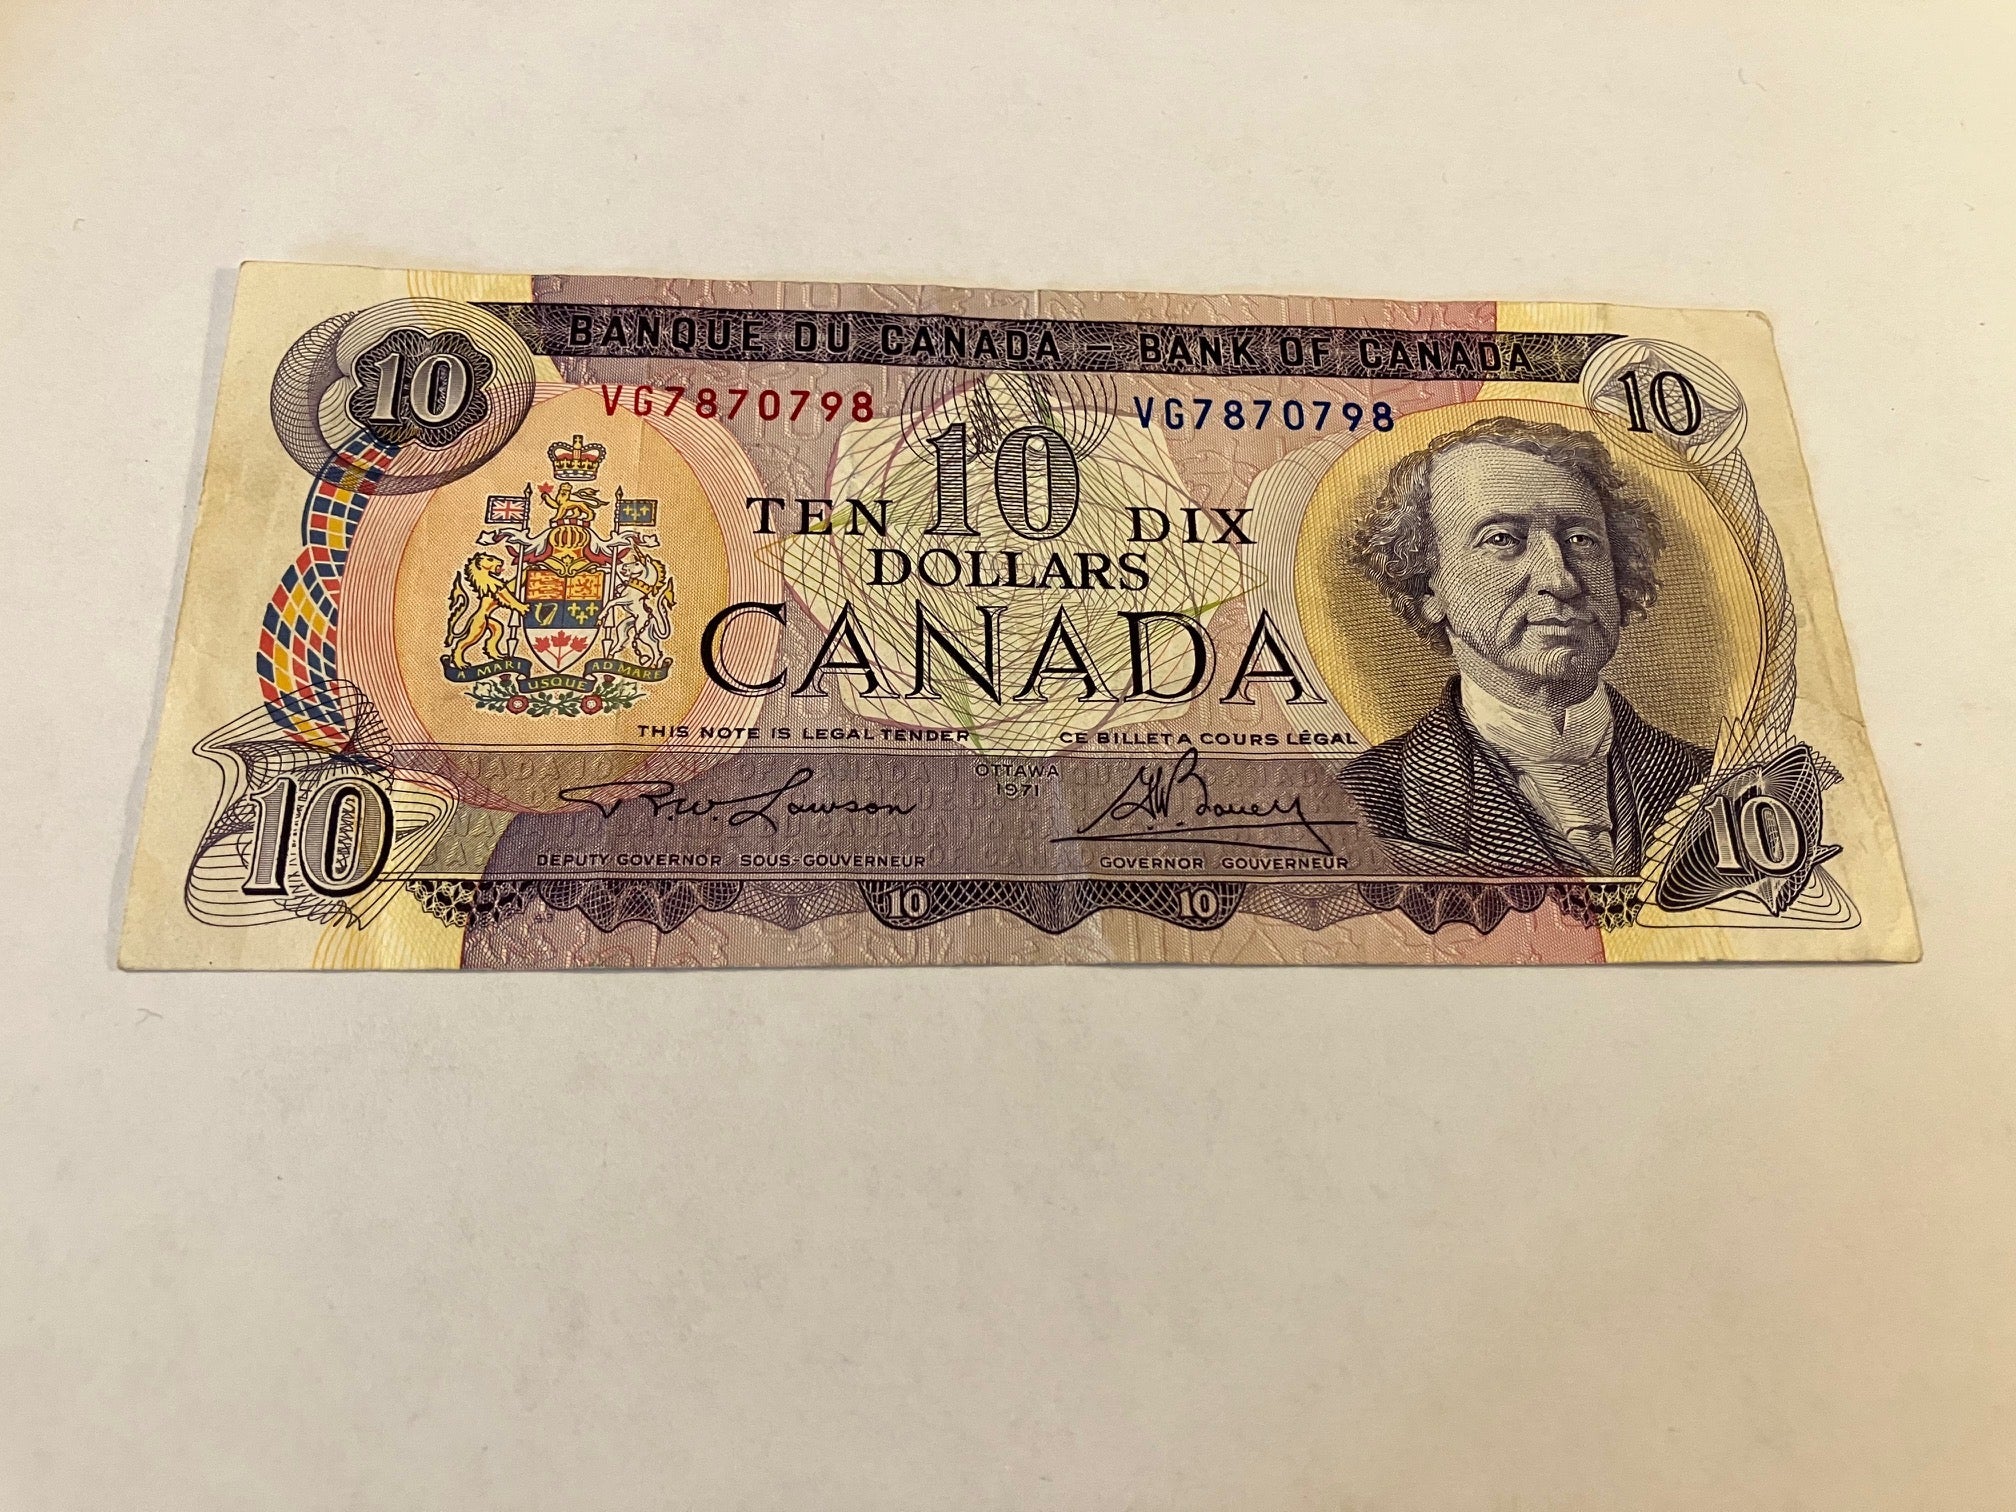 BANQUE DU CANADA – BANK OF CANADA
10
10
VG7870798
VG7870798
10
TEN DIX
DOLLARS
CANADA
A MARI USQUE AD MARE
THIS NOTE IS LEGAL TENDER
CE BILLET A COURS LÉGAL
OTTAWA
1971
R.W. Lawson
G.K. Bouey
DEPUTY GOVERNOR SOUS-GOUVERNEUR
GOVERNOR GOUVERNEUR
10
10
10
10